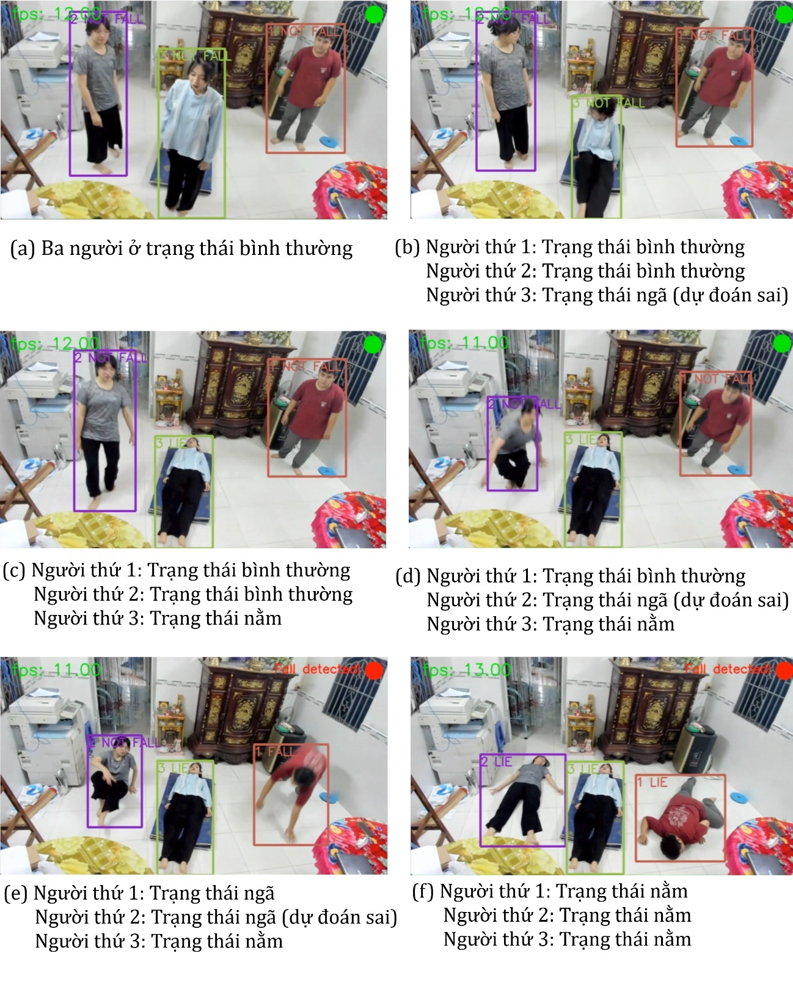 fps: 12.00
2 NOT FALL
3 NOT FALL
1 NOT FALL
fps: 12.00
2 NOT FALL
3 NOT FALL
1 NOT FALL
(a) Ba người ở trạng thái bình thường
(b) Người thứ 1: Trạng thái bình thường
Người thứ 2: Trạng thái bình thường
Người thứ 3: Trạng thái ngã (dự đoán sai)
fps: 12.00
2 NOT FALL
3 LIE
1 NOT FALL
fps: 11.00
2 NOT FALL
3 LIE
1 NOT FALL
(c) Người thứ 1: Trạng thái bình thường
Người thứ 2: Trạng thái bình thường
Người thứ 3: Trạng thái nằm
(d) Người thứ 1: Trạng thái bình thường
Người thứ 2: Trạng thái ngã (dự đoán sai)
Người thứ 3: Trạng thái nằm
fps: 11.00
Fall detected!
2 NOT FALL
3 LIE
1 FALL
fps: 13.00
Fall detected!
2 LIE
3 LIE
1 LIE
(e) Người thứ 1: Trạng thái ngã
Người thứ 2: Trạng thái ngã (dự đoán sai)
Người thứ 3: Trạng thái nằm
(f) Người thứ 1: Trạng thái nằm
Người thứ 2: Trạng thái nằm
Người thứ 3: Trạng thái nằm